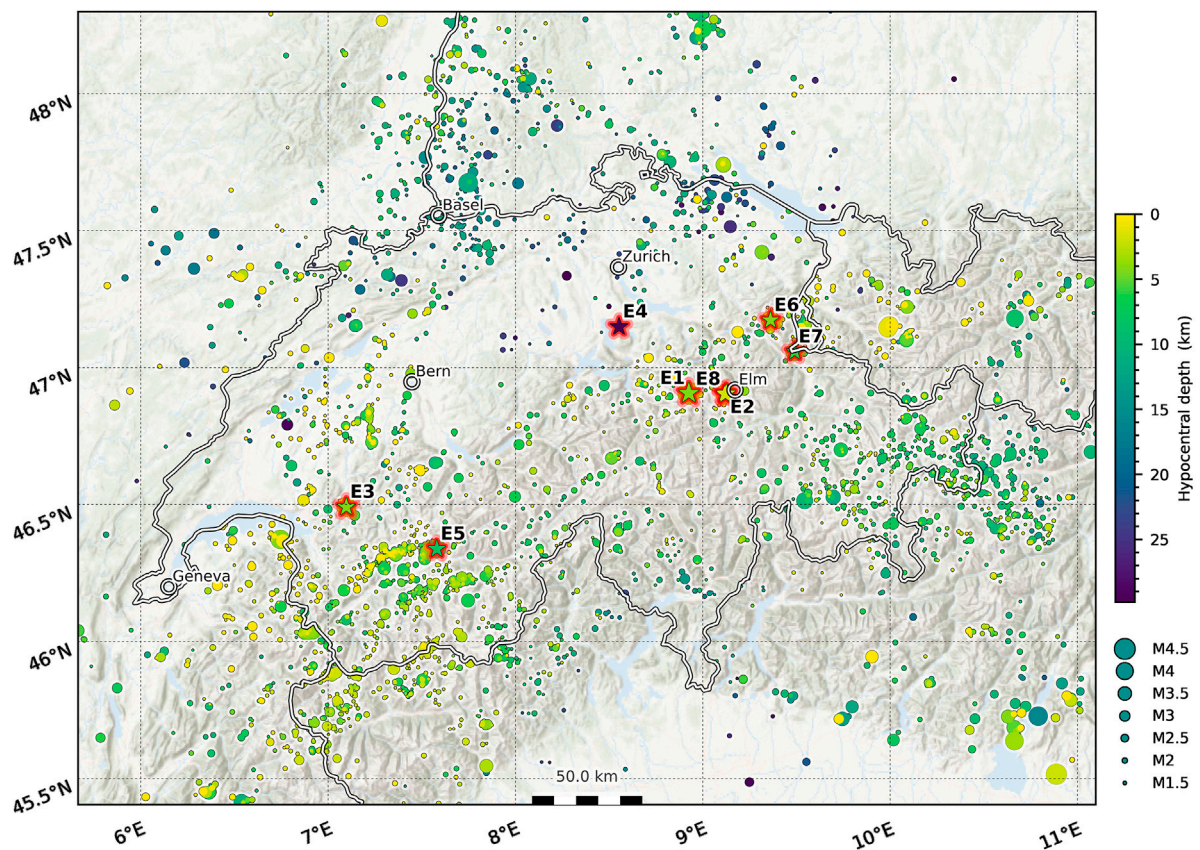 48°N
47.5°N
47°N
46.5°N
46°N
45.5°N
6°E
7°E
8°E
9°E
10°E
11°E
Basel
Zurich
E4
E6
E7
E1
E8
Elm
E2
Bern
E3
E5
Geneva
50.0 km
0
5
10
15
20
25
Hypocentral depth (km)
M4.5
M4
M3.5
M3
M2.5
M2
M1.5